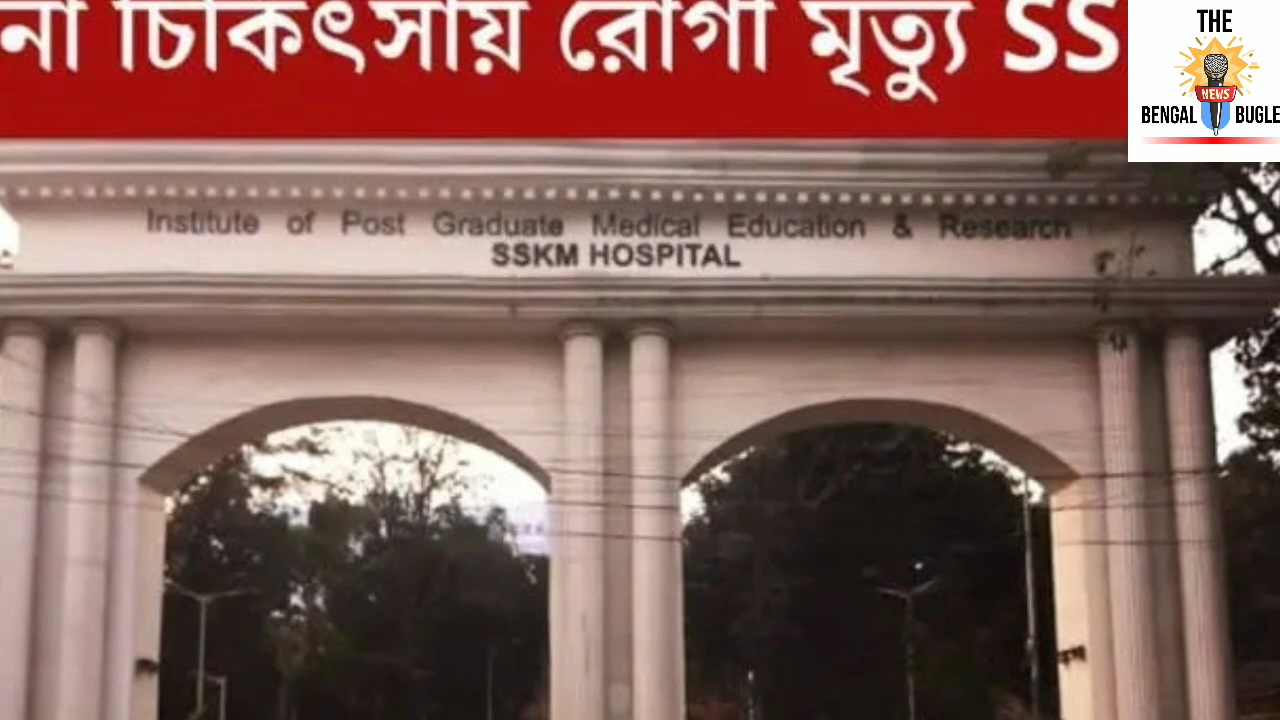 না চিকিৎসায় রোগী মৃত্যু SS
THE
NEWS
BENGAL BUGLE
Institute of Post Graduate Medical Education & Research
SSKM HOSPITAL